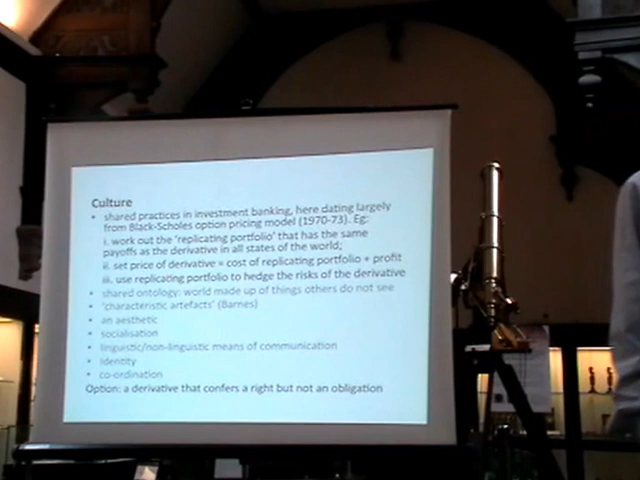 Culture
• shared practices in investment banking, here dating largely
from Black-Scholes option pricing model (1970-73). Eg:
i. work out the 'replicating portfolio' that has the same
payoffs as the derivative in all states of the world;
ii. set price of derivative = cost of replicating portfolio + profit
iii. use replicating portfolio to hedge the risks of the derivative
• shared ontology: world made up of things others do not see
• 'characteristic artefacts' (Barnes)
• an aesthetic
• socialisation
• linguistic/non-linguistic means of communication
• identity
• co-ordination
Option: a derivative that confers a right but not an obligation